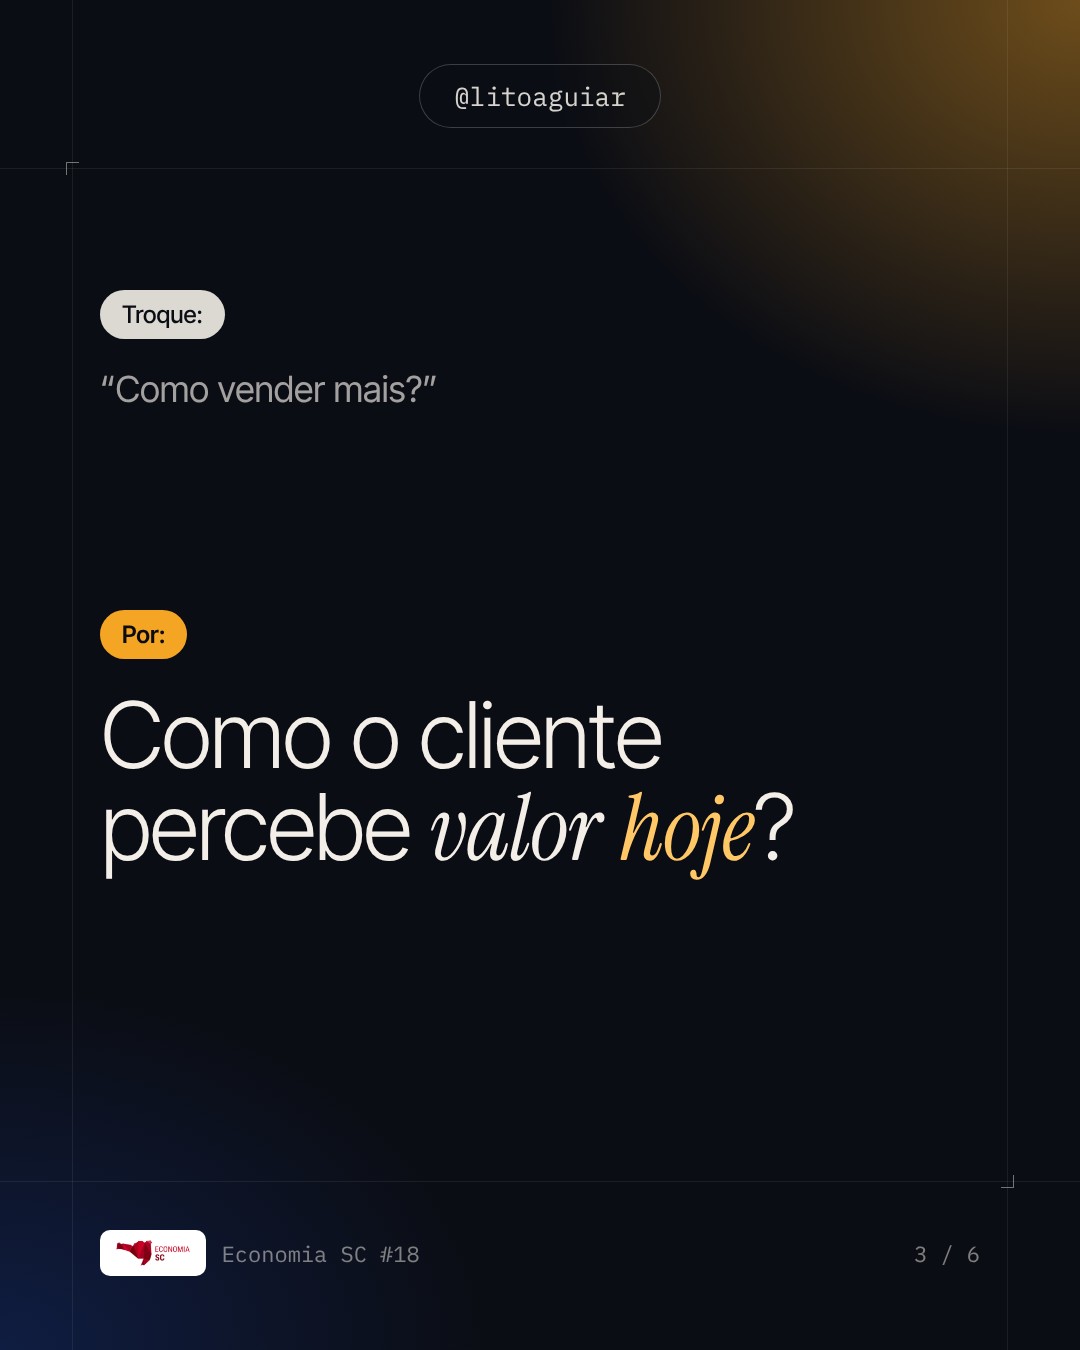 @litoaguiar
Troque:
“Como vender mais?”
Por:
Como o cliente
percebe valor hoje?
ECONOMIA
SC
Economia SC #18
3 / 6